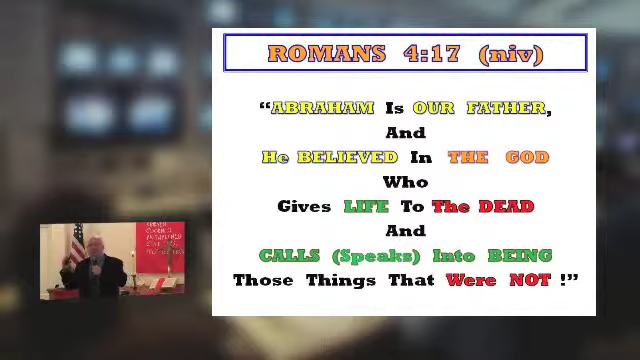 ROMANS 4:17 (niv)
“ABRAHAM Is OUR FATHER,
And
He BELIEVED In THE GOD
Who
Gives LIFE To The DEAD
And
CALLS (Speaks) Into BEING
Those Things That Were NOT !”